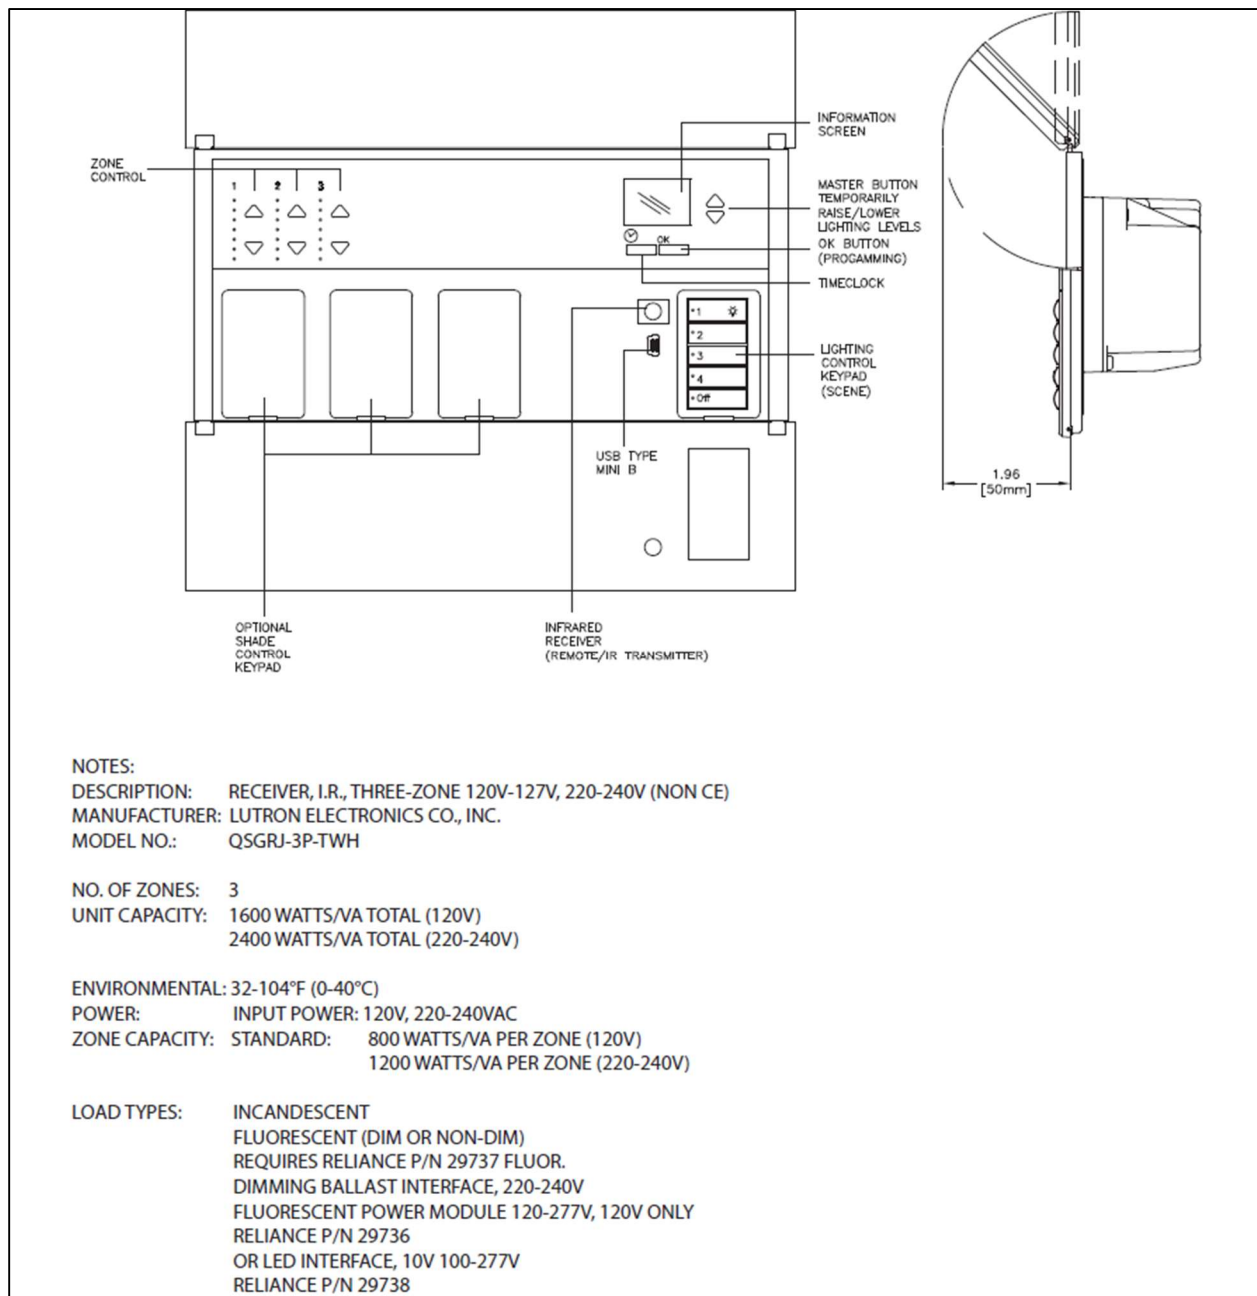 INFORMATION
SCREEN
ZONE
CONTROL
1 2 3
MASTER BUTTON
TEMPORARILY
RAISE/LOWER
LIGHTING LEVELS
OK
OK BUTTON
(PROGAMMING)
TIMECLOCK
1
2
3
4
Off
LIGHTING
CONTROL
KEYPAD
(SCENE)
USB TYPE
MINI B
1.96
[50mm]
OPTIONAL
SHADE
CONTROL
KEYPAD
INFRARED
RECEIVER
(REMOTE/IR TRANSMITTER)
NOTES:
DESCRIPTION: RECEIVER, I.R., THREE-ZONE 120V-127V, 220-240V (NON CE)
MANUFACTURER: LUTRON ELECTRONICS CO., INC.
MODEL NO.: QSGRJ-3P-TWH
NO. OF ZONES: 3
UNIT CAPACITY: 1600 WATTS/VA TOTAL (120V)
2400 WATTS/VA TOTAL (220-240V)
ENVIRONMENTAL: 32-104°F (0-40°C)
POWER: INPUT POWER: 120V, 220-240VAC
ZONE CAPACITY: STANDARD: 800 WATTS/VA PER ZONE (120V)
1200 WATTS/VA PER ZONE (220-240V)
LOAD TYPES: INCANDESCENT
FLUORESCENT (DIM OR NON-DIM)
REQUIRES RELIANCE P/N 29737 FLUOR.
DIMMING BALLAST INTERFACE, 220-240V
FLUORESCENT POWER MODULE 120-277V, 120V ONLY
RELIANCE P/N 29736
OR LED INTERFACE, 10V 100-277V
RELIANCE P/N 29738